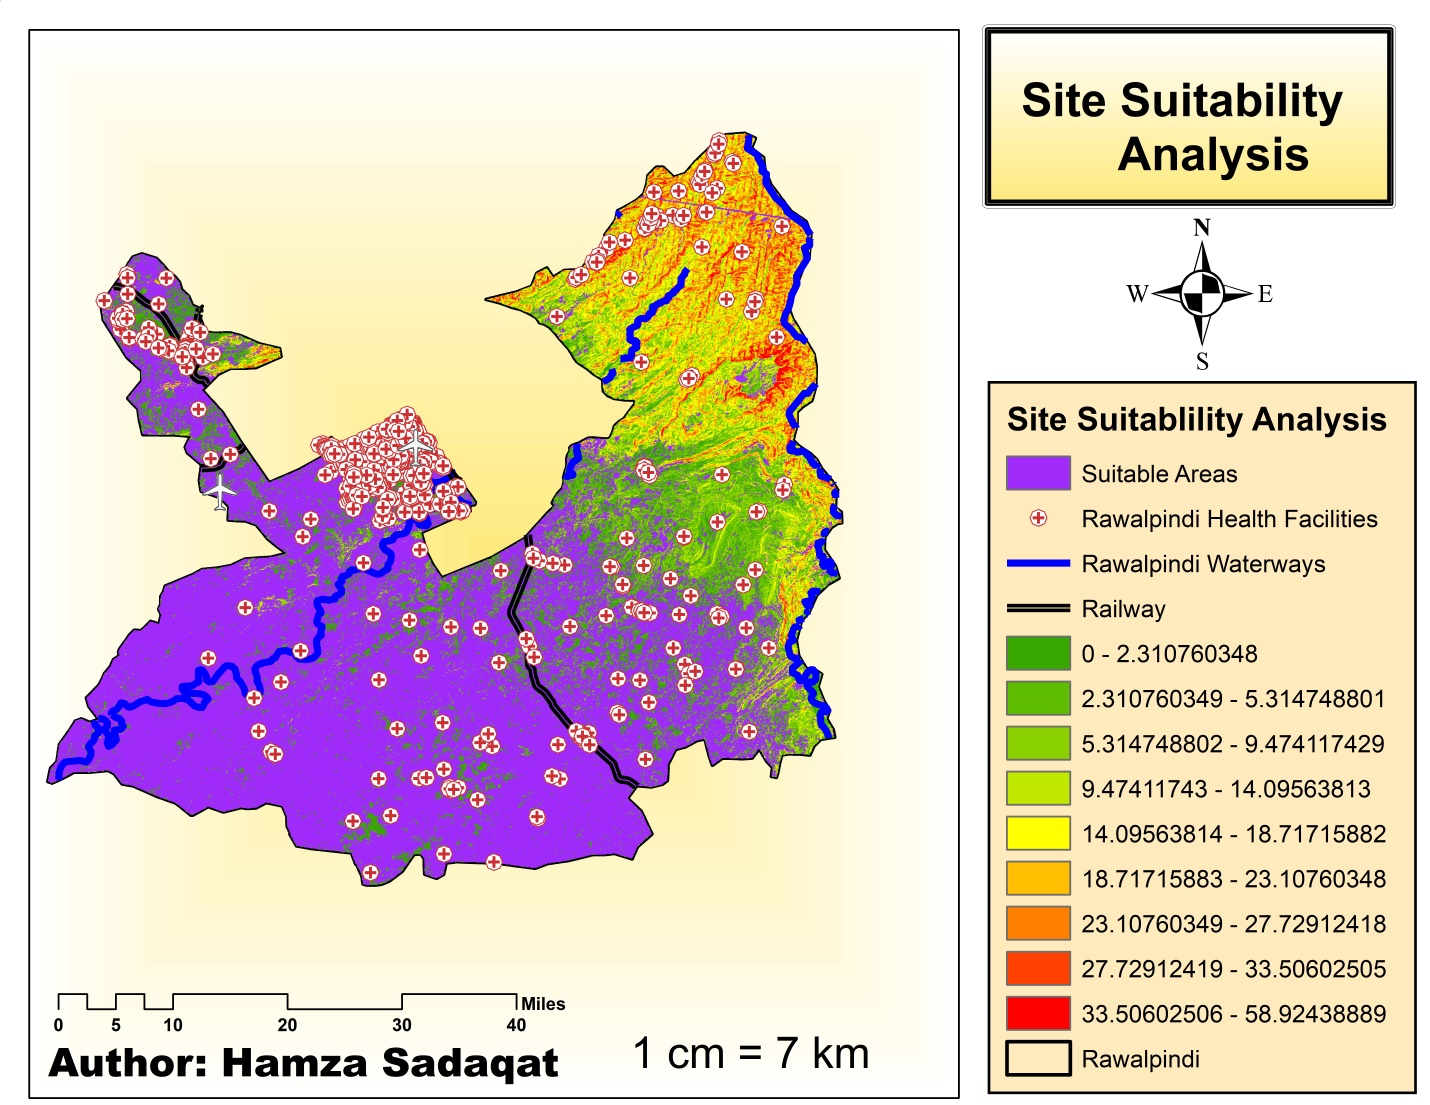 Site Suitability
Analysis
N
W
E
S
Site Suitablility Analysis
Suitable Areas
Rawalpindi Health Facilities
Rawalpindi Waterways
Railway
0 - 2.310760348
2.310760349 - 5.314748801
5.314748802 - 9.474117429
9.47411743 - 14.09563813
14.09563814 - 18.71715882
18.71715883 - 23.10760348
23.10760349 - 27.72912418
27.72912419 - 33.50602505
33.50602506 - 58.92438889
Rawalpindi
Miles
0 5 10 20 30 40
Author: Hamza Sadaqat
1 cm = 7 km